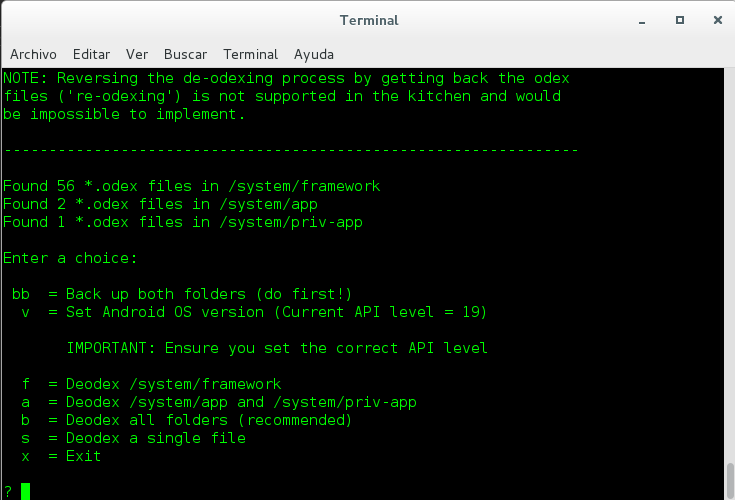 Terminal
Archivo Editar Ver Buscar Terminal Ayuda
NOTE: Reversing the de-odexing process by getting back the odex
files ('re-odexing') is not supported in the kitchen and would
be impossible to implement.
----------------------------------------------------------------
Found 56 *.odex files in /system/framework
Found 2 *.odex files in /system/app
Found 1 *.odex files in /system/priv-app
Enter a choice:
bb = Back up both folders (do first!)
v = Set Android OS version (Current API level = 19)
IMPORTANT: Ensure you set the correct API level
f = Deodex /system/framework
a = Deodex /system/app and /system/priv-app
b = Deodex all folders (recommended)
s = Deodex a single file
x = Exit
?